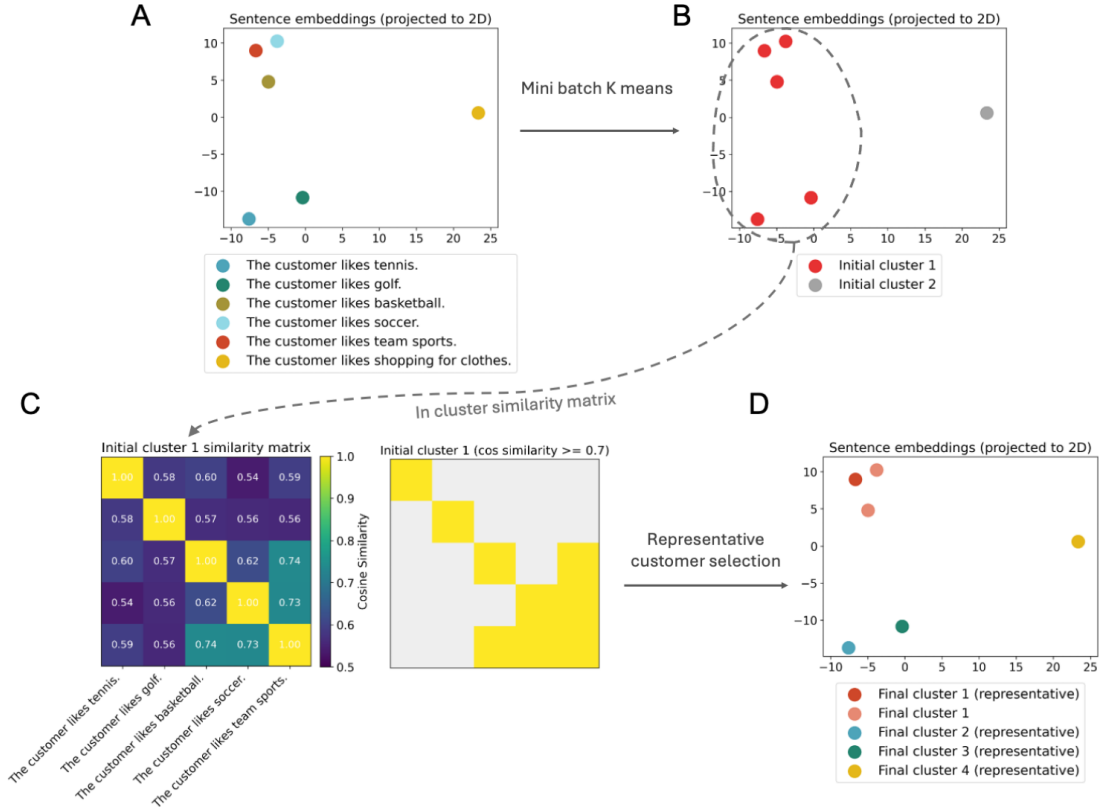 A
Sentence embeddings (projected to 2D)
10
5
0
−5
−10
−10 −5 0 5 10 15 20 25
The customer likes tennis.
The customer likes golf.
The customer likes basketball.
The customer likes soccer.
The customer likes team sports.
The customer likes shopping for clothes.
Mini batch K means
B
Sentence embeddings (projected to 2D)
10
5
0
−5
−10
−10 −5 0 5 10 15 20 25
Initial cluster 1
Initial cluster 2
In cluster similarity matrix
C
Initial cluster 1 similarity matrix
1.00 0.58 0.60 0.54 0.59
0.58 1.00 0.57 0.56 0.56
0.60 0.57 1.00 0.62 0.74
0.54 0.56 0.62 1.00 0.73
0.59 0.56 0.74 0.73 1.00
The customer likes tennis.
The customer likes golf.
The customer likes basketball.
The customer likes soccer.
The customer likes team sports.
1.0
0.9
0.8
0.7
0.6
0.5
Cosine Similarity
Initial cluster 1 (cos similarity >= 0.7)
Representative
customer selection
D
Sentence embeddings (projected to 2D)
10
5
0
−5
−10
−10 −5 0 5 10 15 20 25
Final cluster 1 (representative)
Final cluster 1
Final cluster 2 (representative)
Final cluster 3 (representative)
Final cluster 4 (representative)